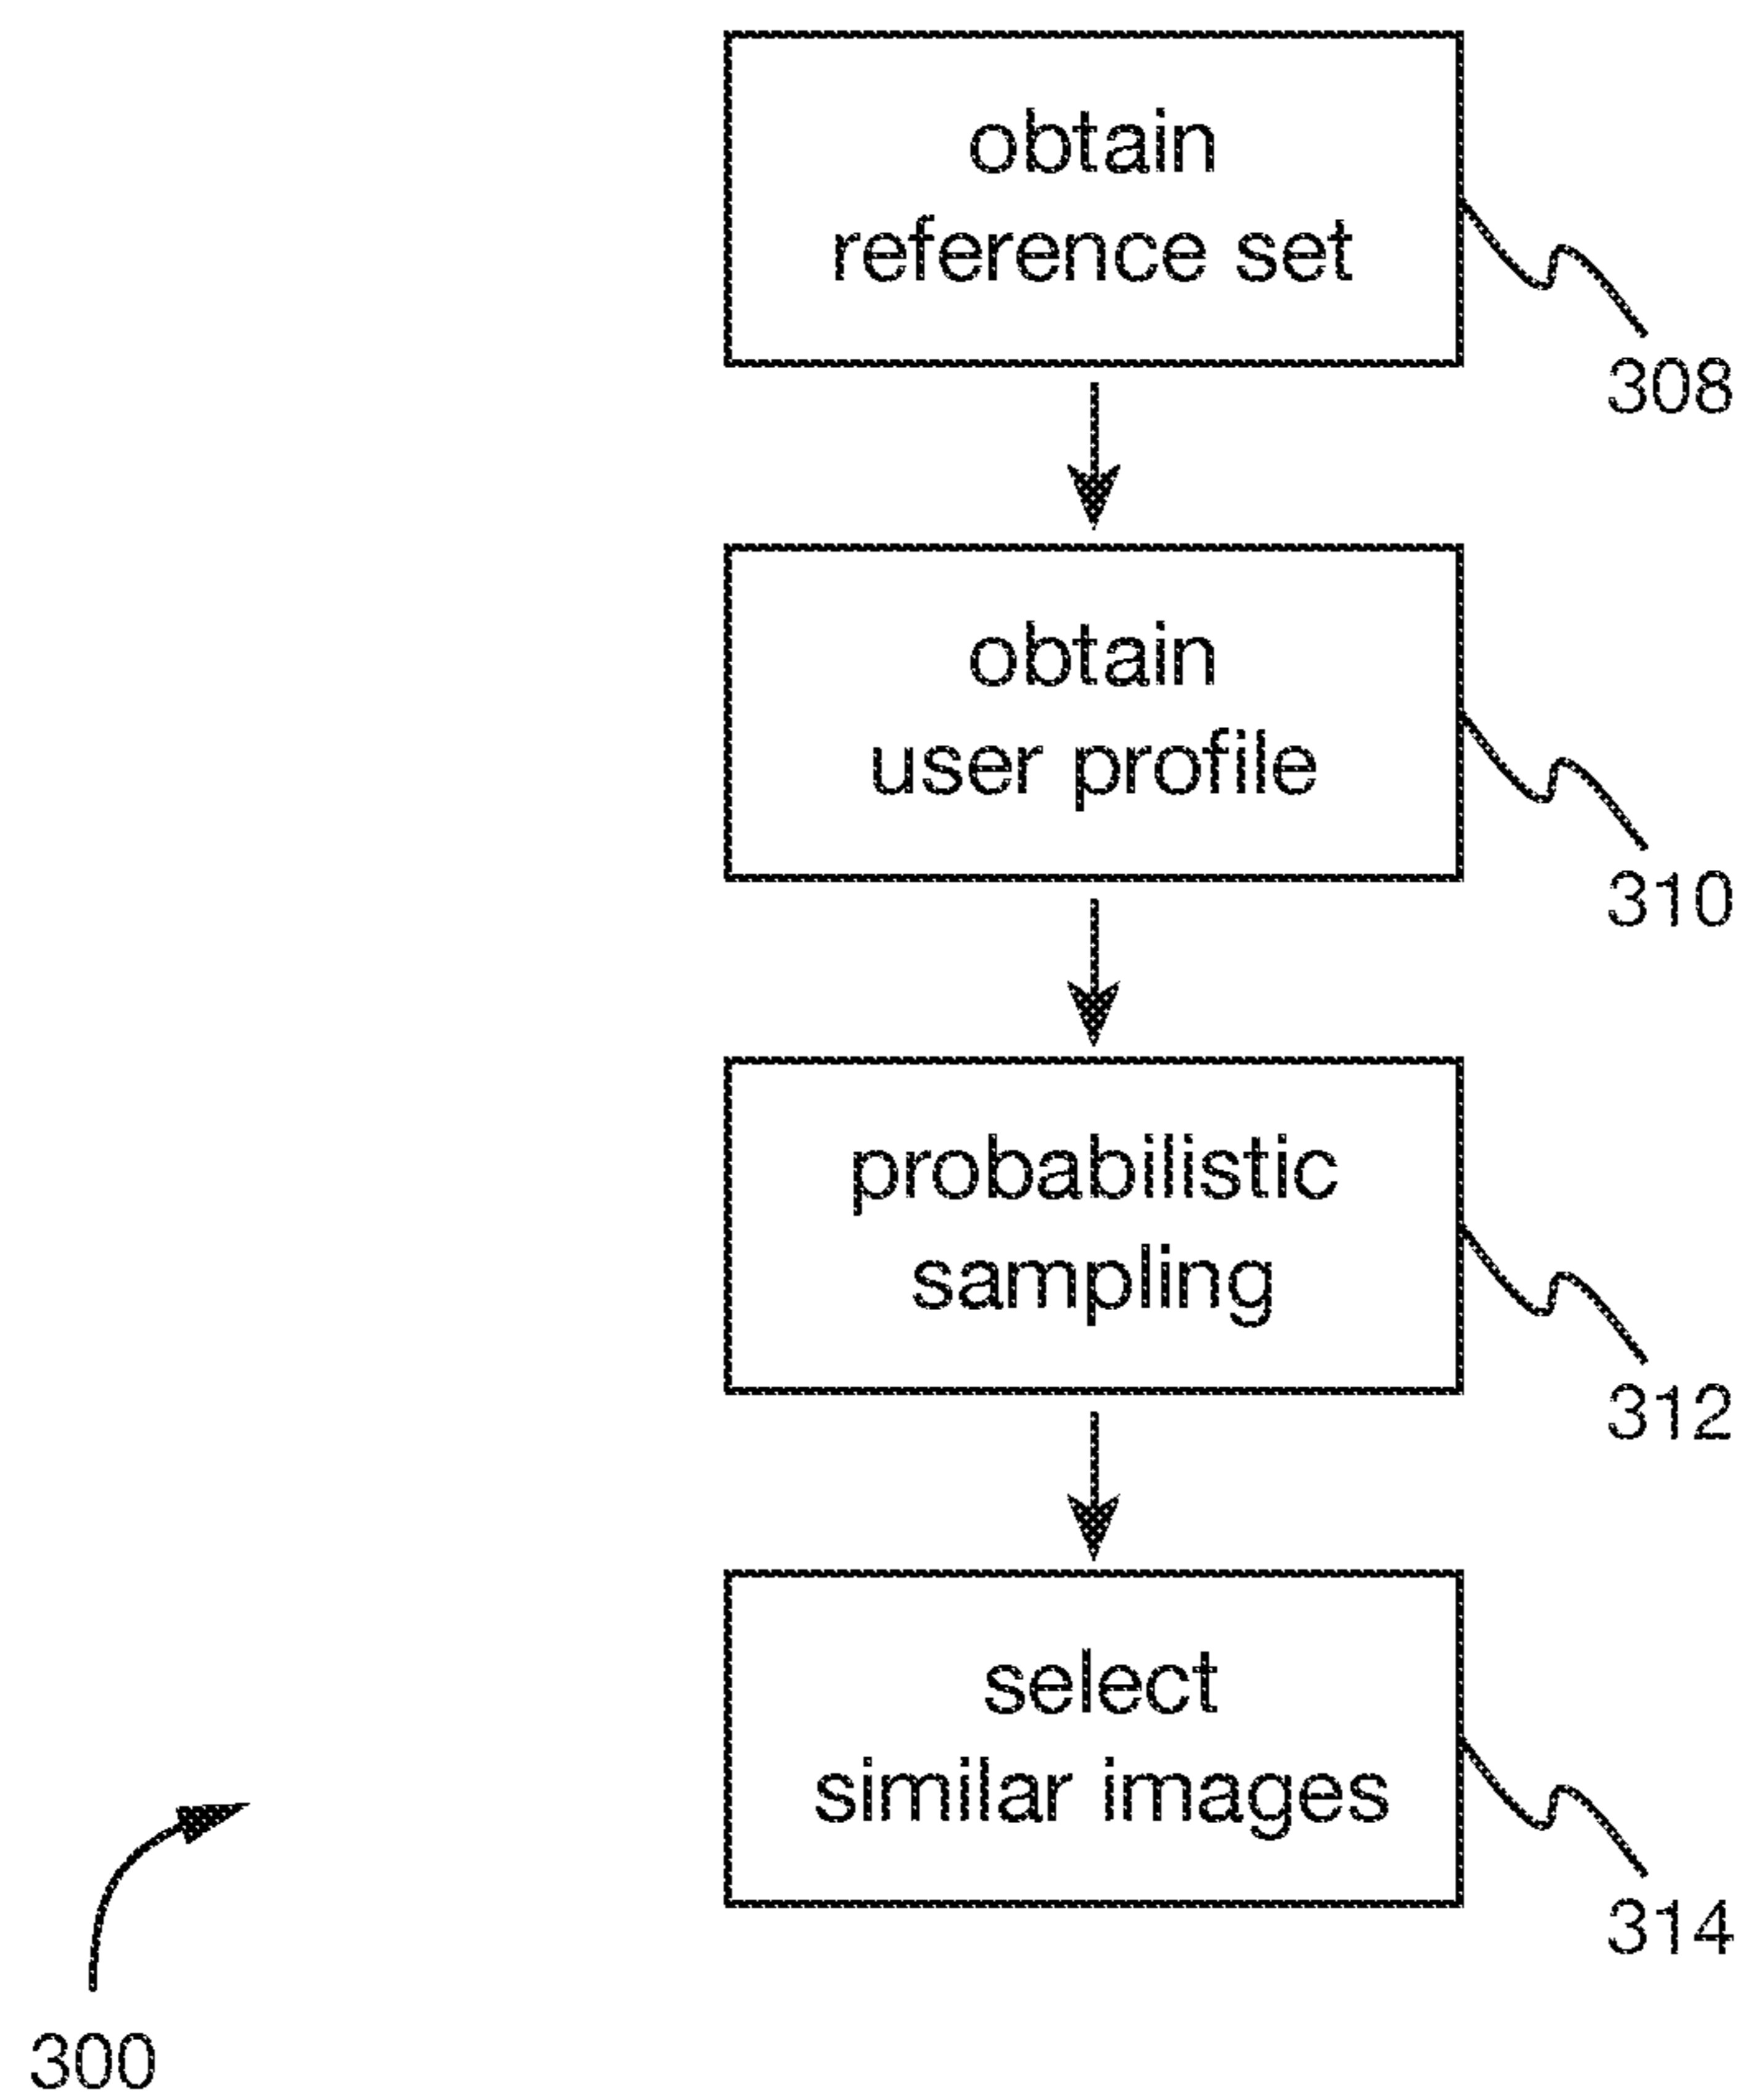 obtain
reference set
308
obtain
user profile
310
probabilistic
sampling
312
select
similar images
314
300